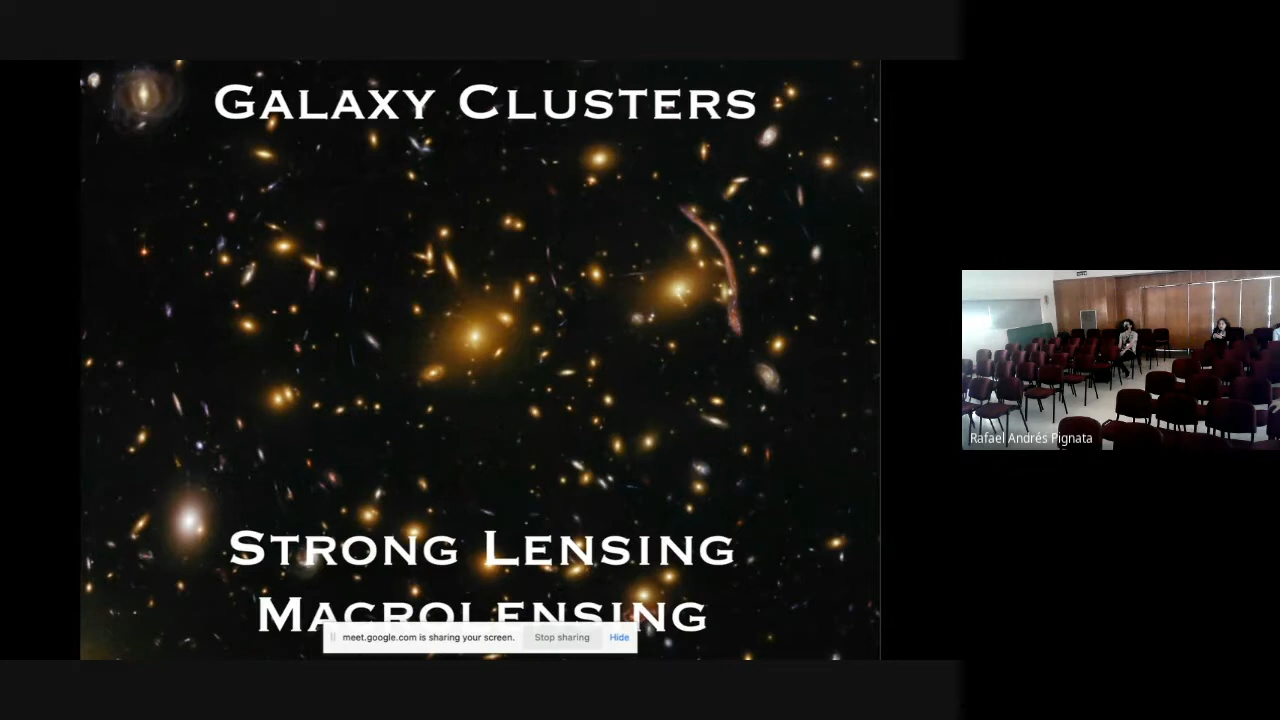 GALAXY CLUSTERS
STRONG LENSING
MACROLENSING
meet.google.com is sharing your screen.
Stop sharing
Hide
Rafael Andrés Pignata